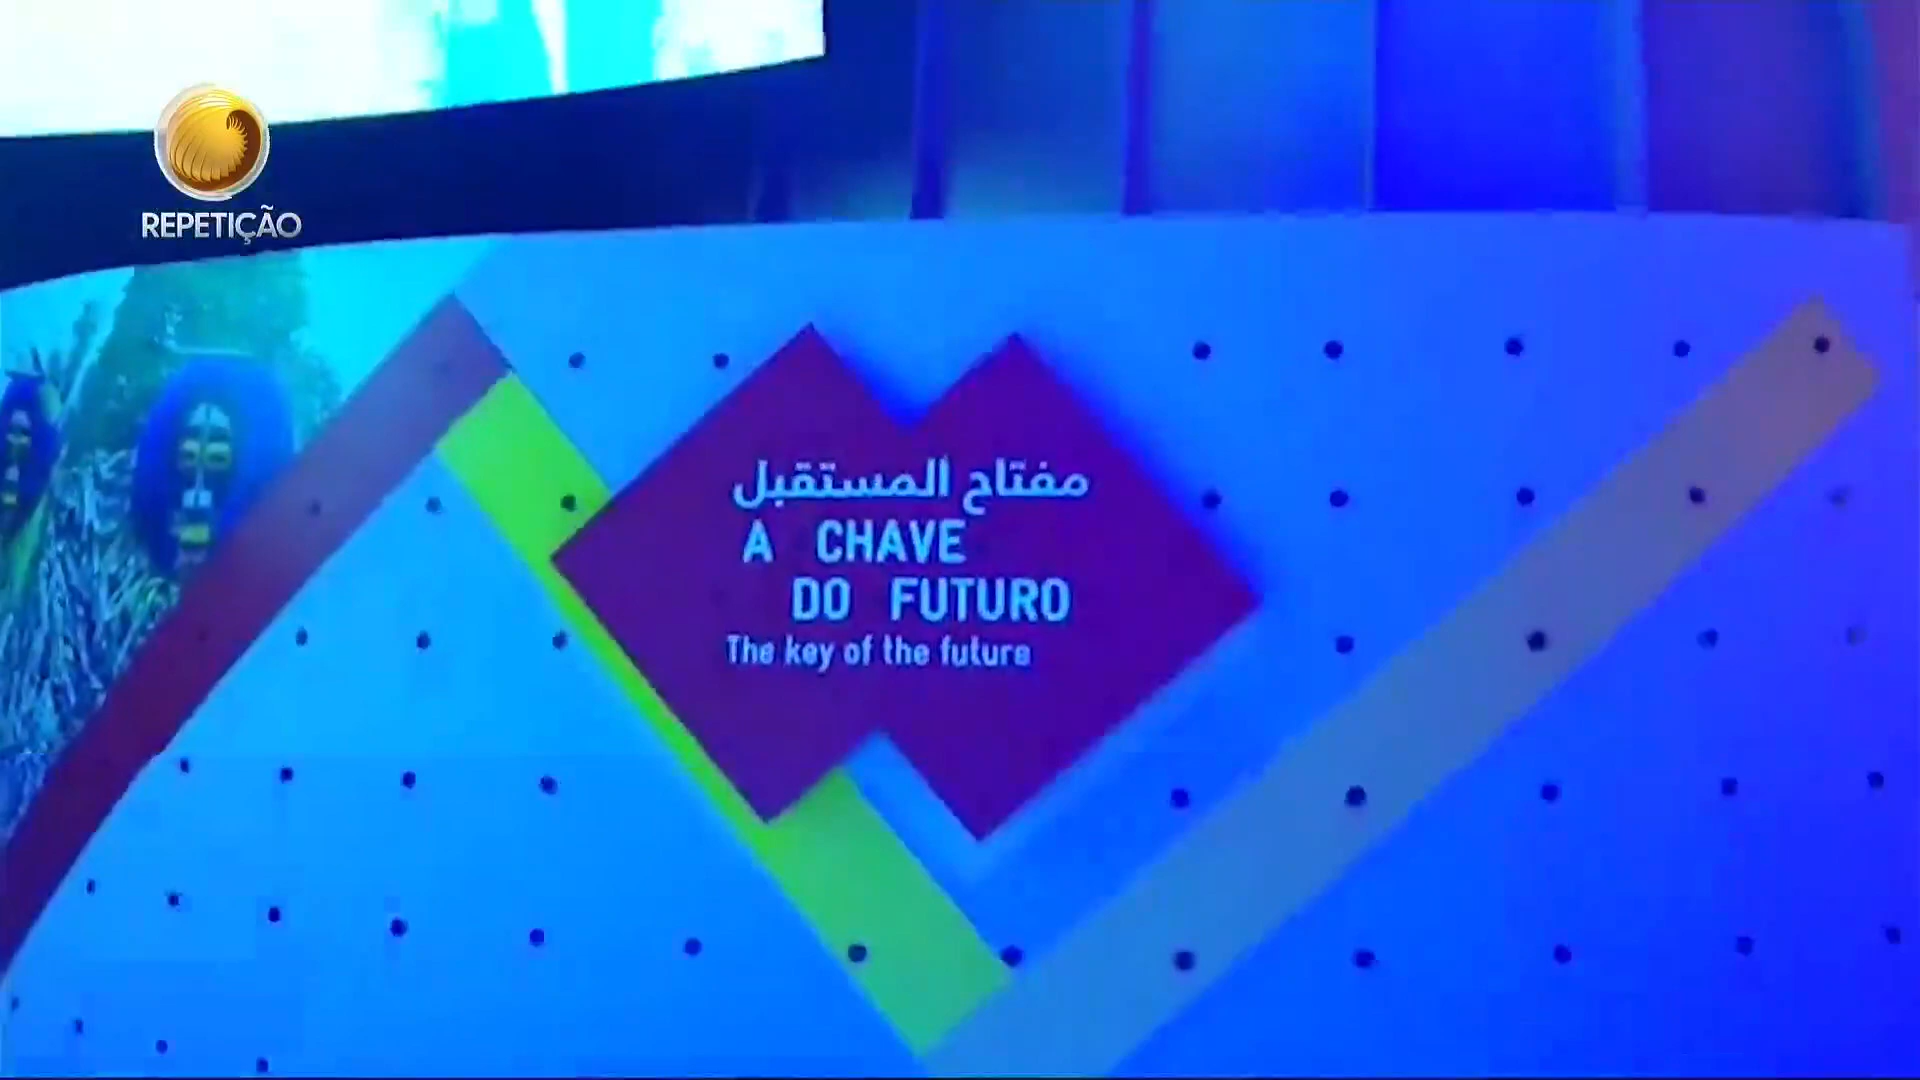 REPETIÇÃO
مفتاح المستقبل
A CHAVE
DO FUTURO
The key of the future